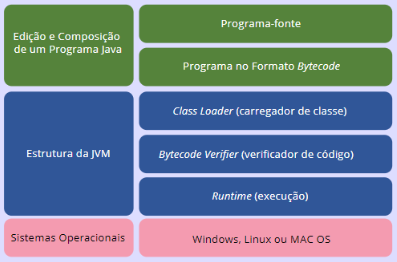 Edição e Composição
de um Programa Java
Programa-fonte
Programa no Formato Bytecode
Estrutura da JVM
Class Loader (carregador de classe)
Bytecode Verifier (verificador de código)
Runtime (execução)
Sistemas Operacionais
Windows, Linux ou MAC OS